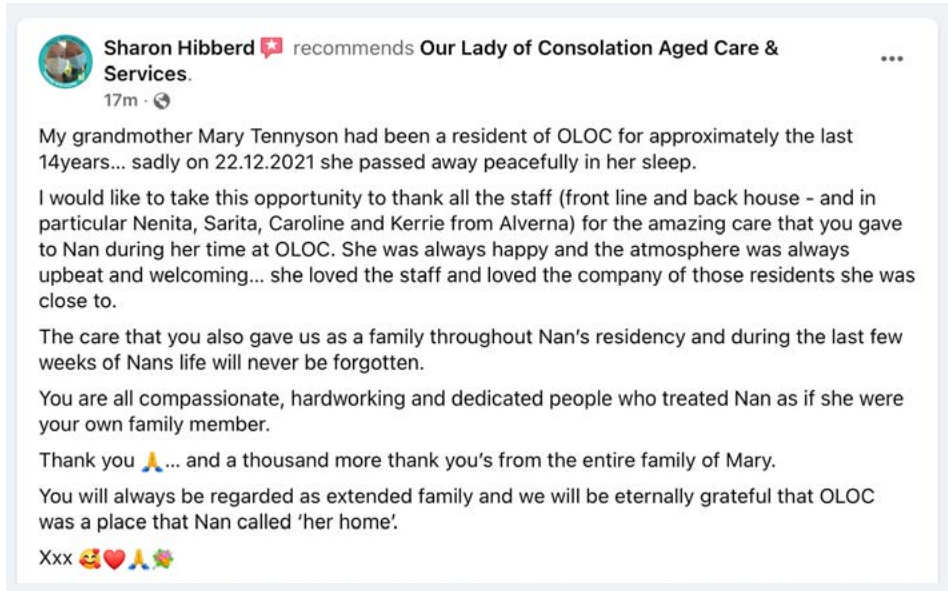 Sharon Hibberd recommends Our Lady of Consolation Aged Care &
Services.
17m ·
My grandmother Mary Tennyson had been a resident of OLOC for approximately the last
14years... sadly on 22.12.2021 she passed away peacefully in her sleep.
I would like to take this opportunity to thank all the staff (front line and back house - and in
particular Nenita, Sarita, Caroline and Kerrie from Alverna) for the amazing care that you gave
to Nan during her time at OLOC. She was always happy and the atmosphere was always
upbeat and welcoming... she loved the staff and loved the company of those residents she was
close to.
The care that you also gave us as a family throughout Nan's residency and during the last few
weeks of Nans life will never be forgotten.
You are all compassionate, hardworking and dedicated people who treated Nan as if she were
your own family member.
Thank you 🙏... and a thousand more thank you's from the entire family of Mary.
You will always be regarded as extended family and we will be eternally grateful that OLOC
was a place that Nan called ‘her home’.
Xxx 🥰❤️🙏💐